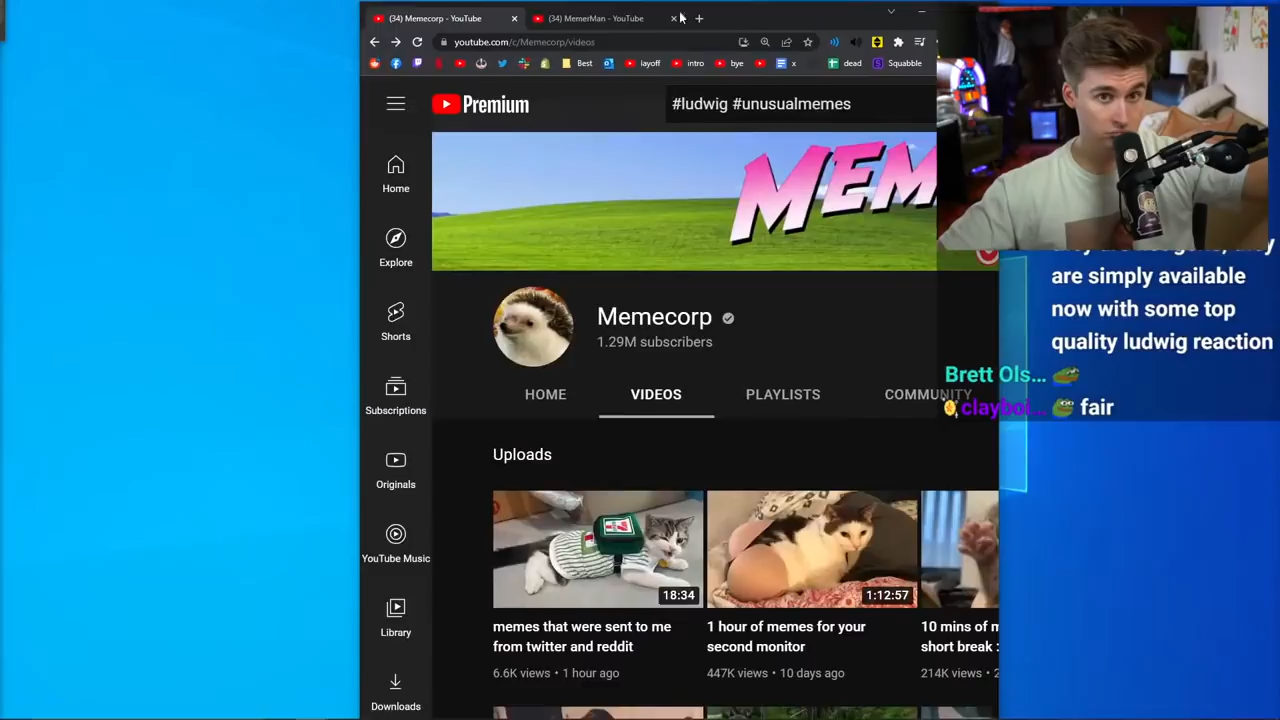 (34) Memecorp - YouTube
(34) MemerMan - YouTube
youtube.com/c/Memecorp/videos
Best
layoff
intro
bye
x
dead
Squabble
Premium
#ludwig #unusualmemes
MEM
Home
Explore
Shorts
Subscriptions
Originals
YouTube Music
Library
Downloads
Memecorp
1.29M subscribers
HOME
VIDEOS
PLAYLISTS
COMMUNITY
Uploads
18:34
memes that were sent to me
from twitter and reddit
6.6K views • 1 hour ago
1:12:57
1 hour of memes for your
second monitor
447K views • 10 days ago
10 mins of m
short break :
214K views • 2
are simply available
now with some top
quality ludwig reaction
Brett Ols…
clayboi… fair